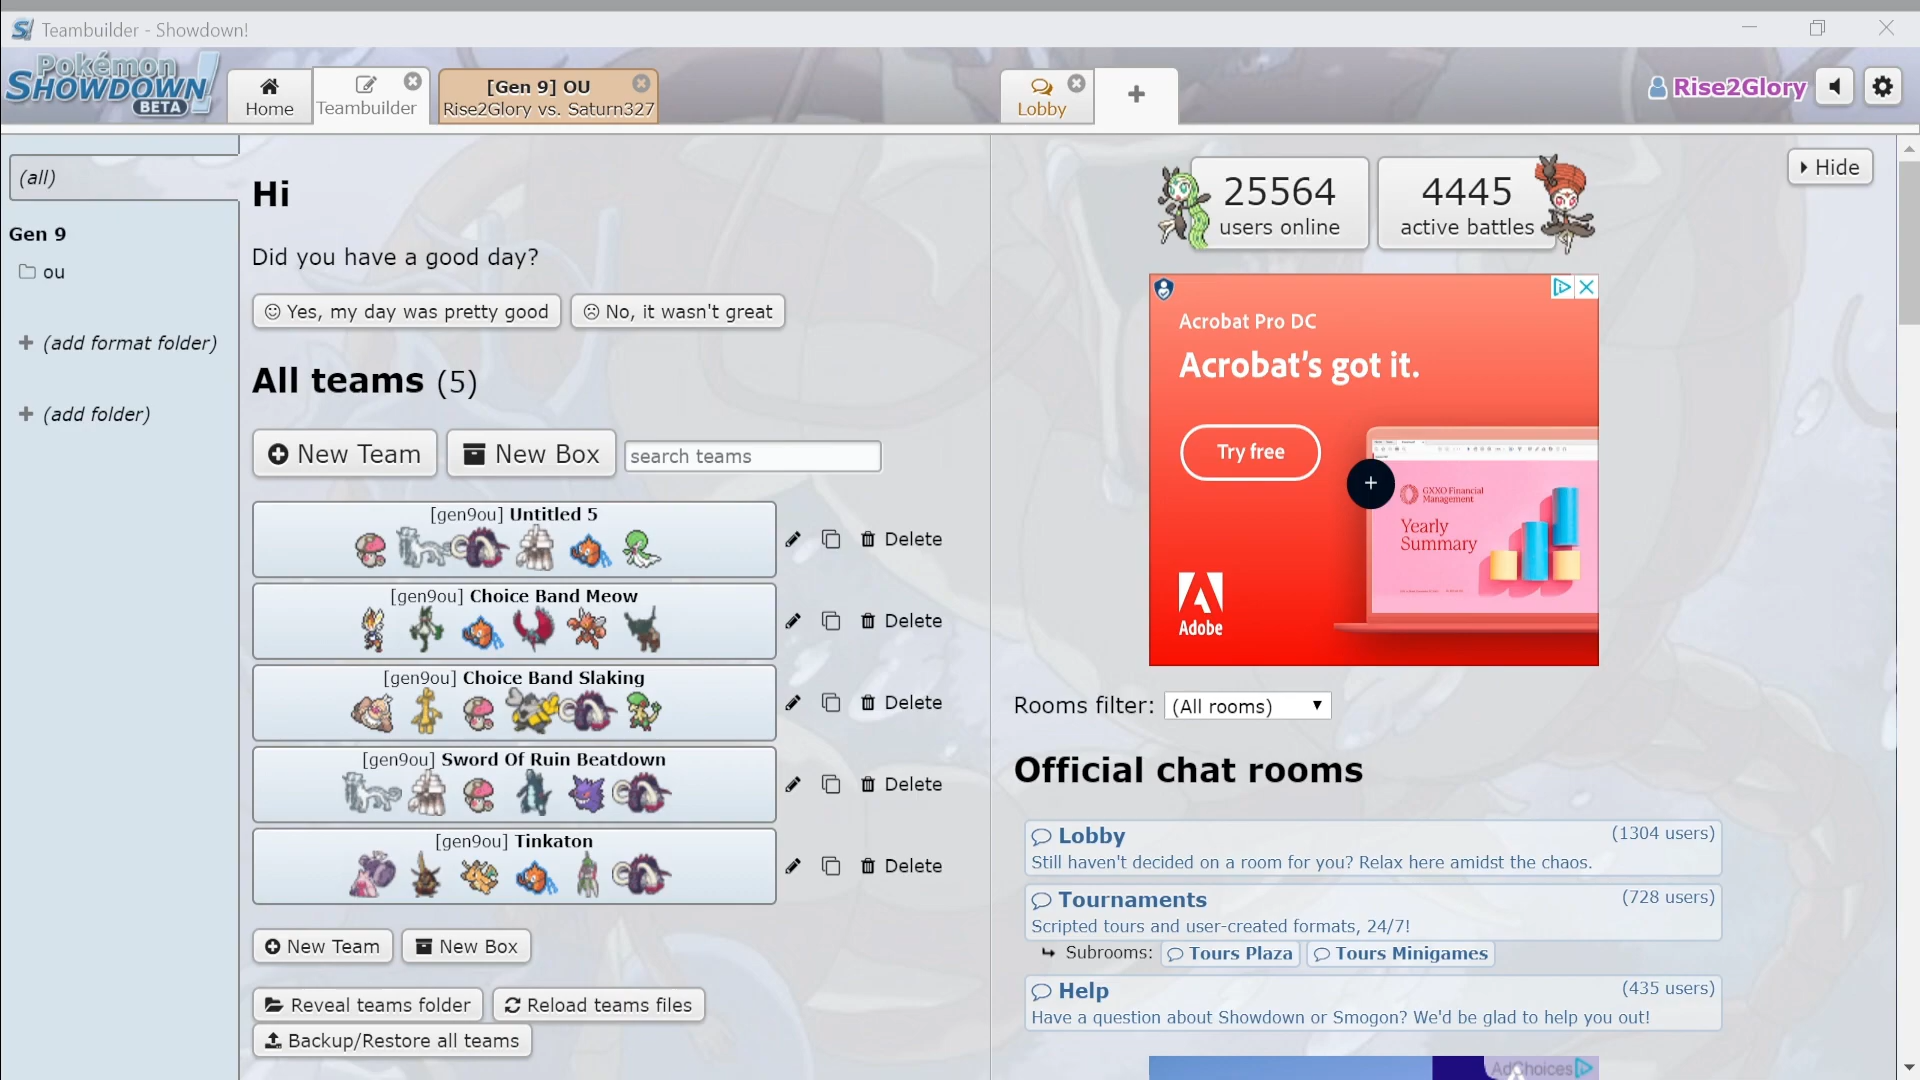 Teambuilder - Showdown!
Pokémon
SHOWDOWN!
BETA
Home
Teambuilder
[Gen 9] OU
Rise2Glory vs. Saturn327
Lobby
Rise2Glory
(all)
Gen 9
ou
(add format folder)
(add folder)
Hi
Did you have a good day?
Yes, my day was pretty good
No, it wasn't great
All teams (5)
New Team
New Box
search teams
[gen9ou] Untitled 5
Delete
[gen9ou] Choice Band Meow
Delete
[gen9ou] Choice Band Slaking
Delete
[gen9ou] Sword Of Ruin Beatdown
Delete
[gen9ou] Tinkaton
Delete
New Team
New Box
Reveal teams folder
Reload teams files
Backup/Restore all teams
25564
users online
4445
active battles
Hide
Acrobat Pro DC
Acrobat's got it.
Try free
GXXO Financial
Management
Yearly
Summary
Adobe
Rooms filter: (All rooms)
Official chat rooms
Lobby
(1304 users)
Still haven't decided on a room for you? Relax here amidst the chaos.
Tournaments
(728 users)
Scripted tours and user-created formats, 24/7!
Subrooms: Tours Plaza Tours Minigames
Help
(435 users)
Have a question about Showdown or Smogon? We'd be glad to help you out!
AdChoices